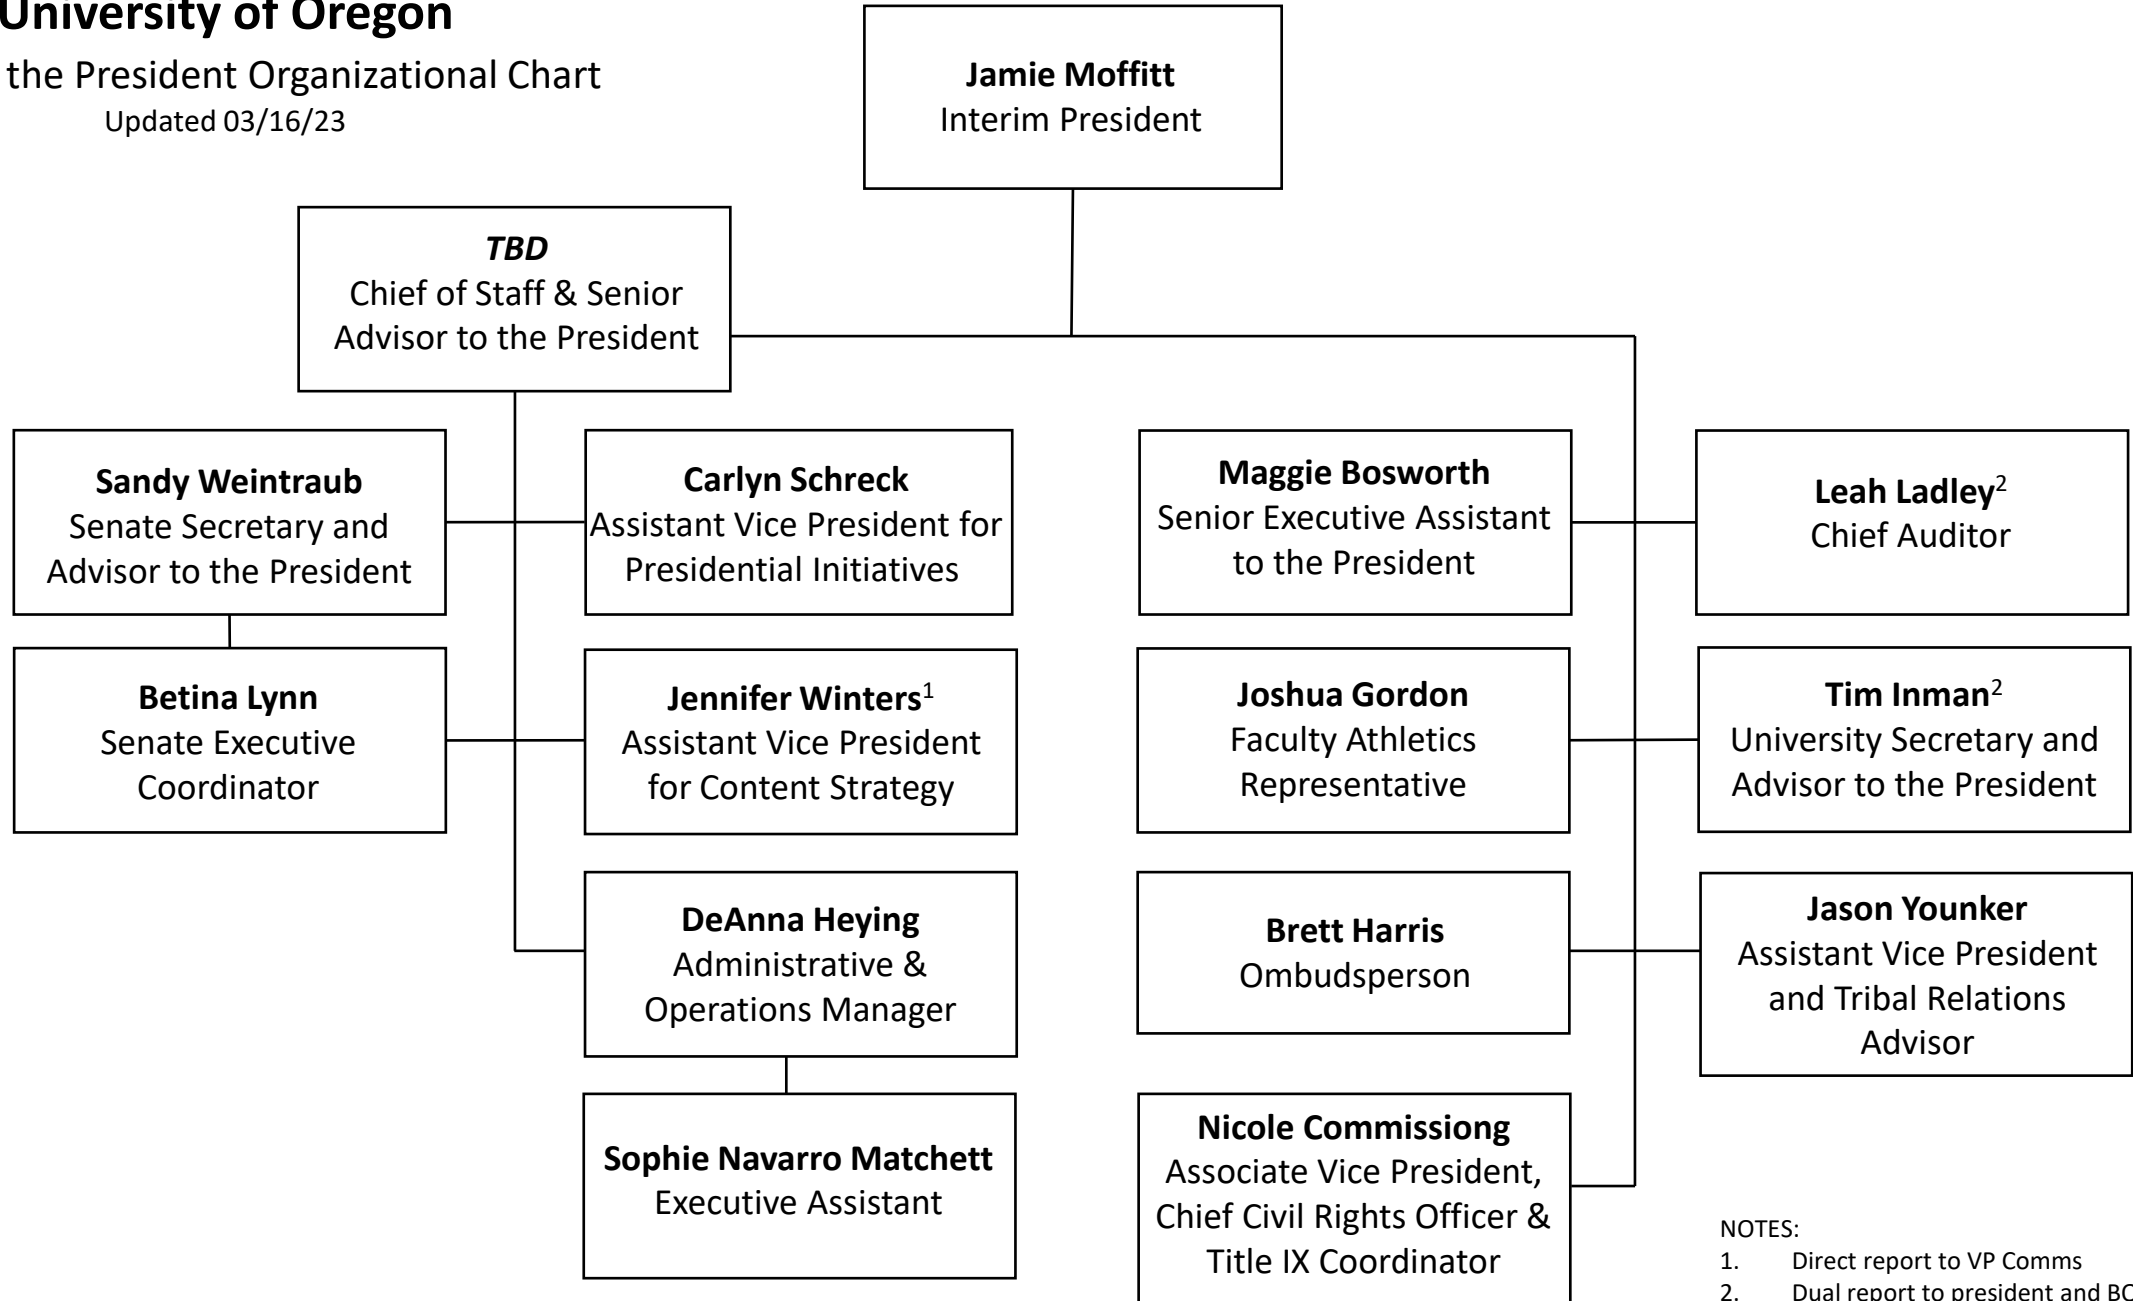 University of Oregon
the President Organizational Chart
Updated 03/16/23
Jamie Moffitt
Interim President
TBD
Chief of Staff & Senior
Advisor to the President
Sandy Weintraub
Senate Secretary and
Advisor to the President
Carlyn Schreck
Assistant Vice President for
Presidential Initiatives
Maggie Bosworth
Senior Executive Assistant
to the President
Leah Ladley²
Chief Auditor
Betina Lynn
Senate Executive
Coordinator
Jennifer Winters¹
Assistant Vice President
for Content Strategy
Joshua Gordon
Faculty Athletics
Representative
Tim Inman²
University Secretary and
Advisor to the President
DeAnna Heying
Administrative &
Operations Manager
Brett Harris
Ombudsperson
Jason Younker
Assistant Vice President
and Tribal Relations
Advisor
Sophie Navarro Matchett
Executive Assistant
Nicole Commissiong
Associate Vice President,
Chief Civil Rights Officer &
Title IX Coordinator
NOTES:
1. Direct report to VP Comms
2. Dual report to president and